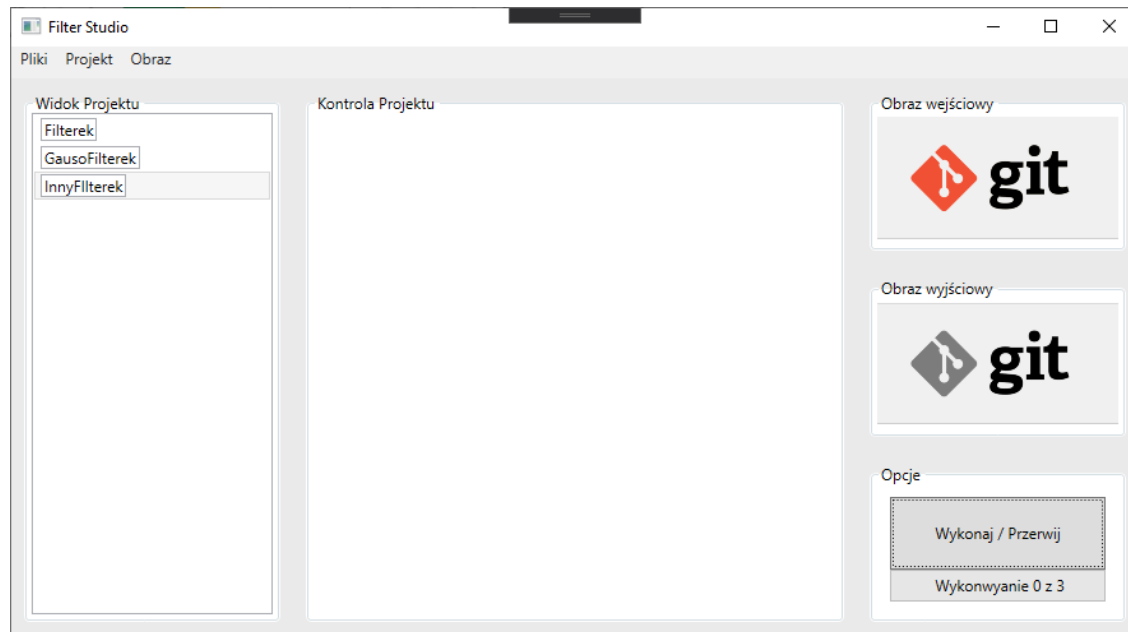 Filter Studio
Pliki Projekt Obraz
Widok Projektu
Filterek
GausoFilterek
InnyFIlterek
Kontrola Projektu
Obraz wejściowy
git
Obraz wyjściowy
git
Opcje
Wykonaj / Przerwij
Wykonwyanie 0 z 3